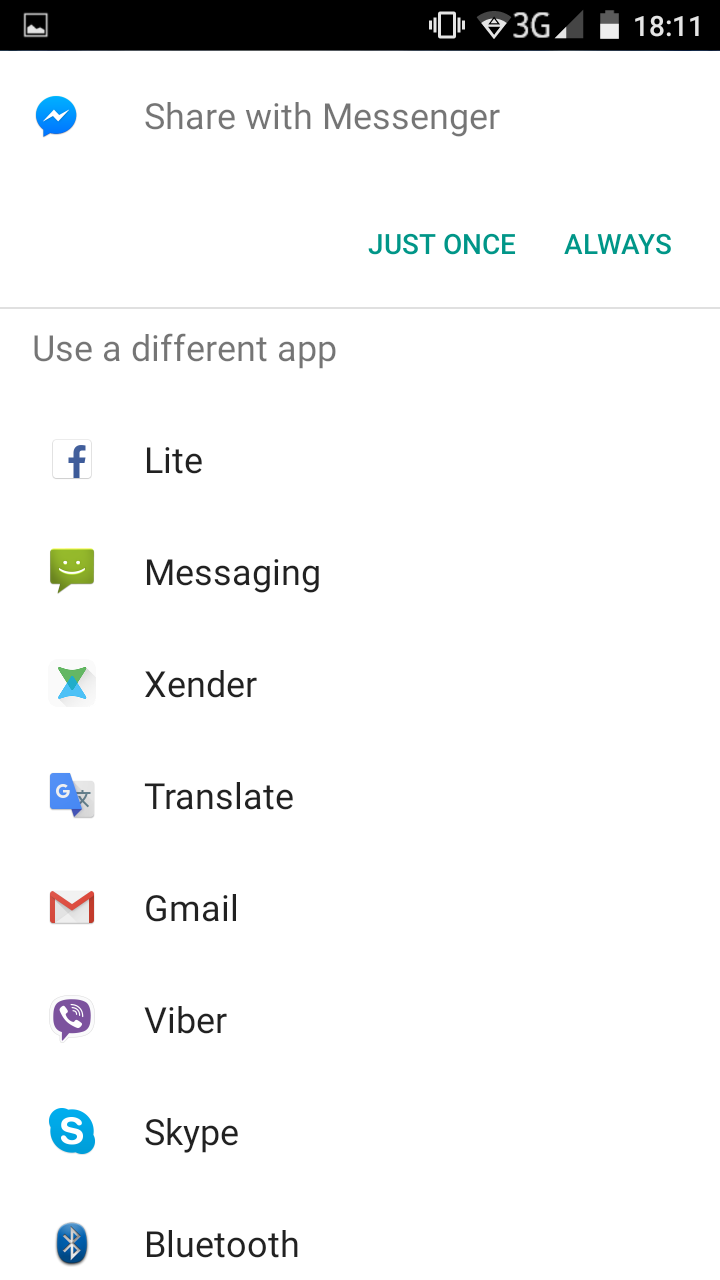 3G 18:11
Share with Messenger
JUST ONCE ALWAYS
Use a different app
f Lite
Messaging
Xender
G 文 Translate
Gmail
Viber
S Skype
Bluetooth